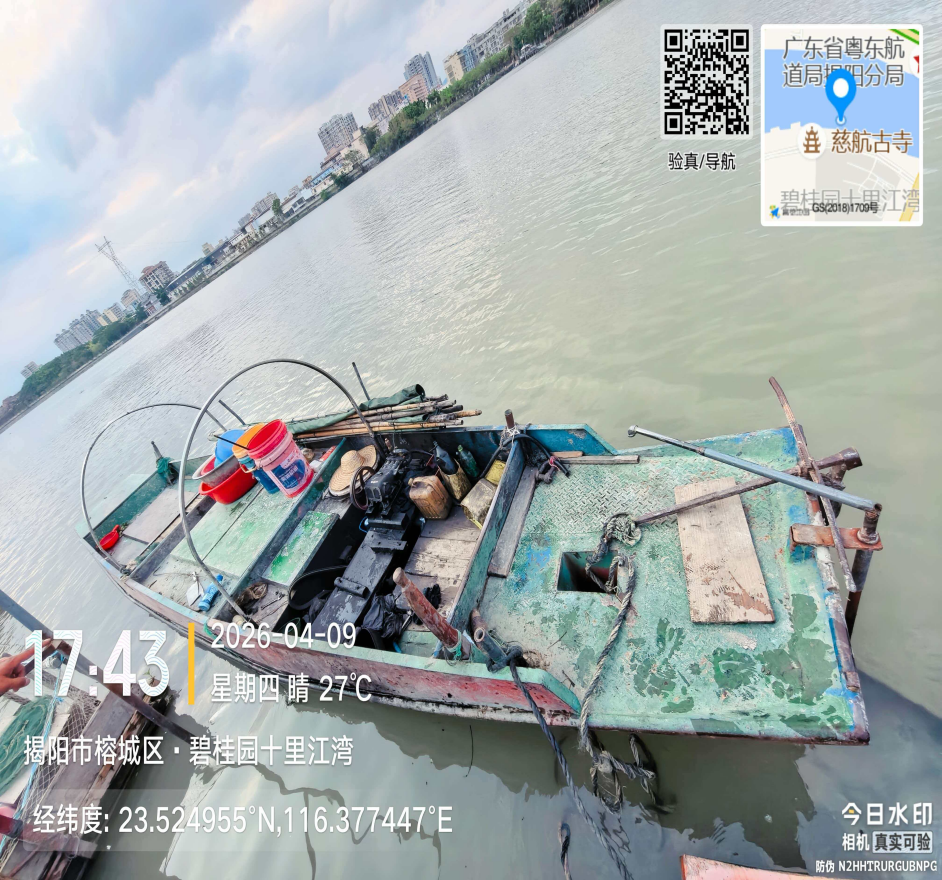 广东省粤东航
道局揭阳分局
慈航古寺
碧桂园十里江湾
GS(2018)1709号
验真/导航
17:43
2026-04-09
星期四 晴 27℃
揭阳市榕城区·碧桂园十里江湾
经纬度: 23.524955°N,116.377447°E
今日水印
相机 真实可验
防伪 N2HHTRURGUBNPG